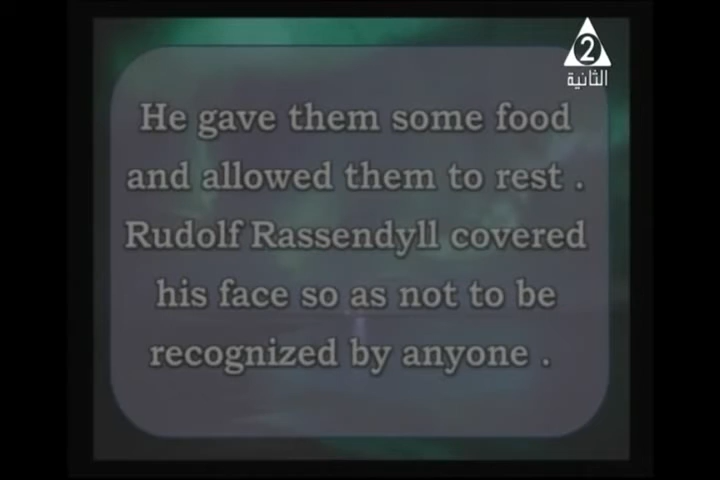 2
الثانية
He gave them some food
and allowed them to rest .
Rudolf Rassendyll covered
his face so as not to be
recognized by anyone .